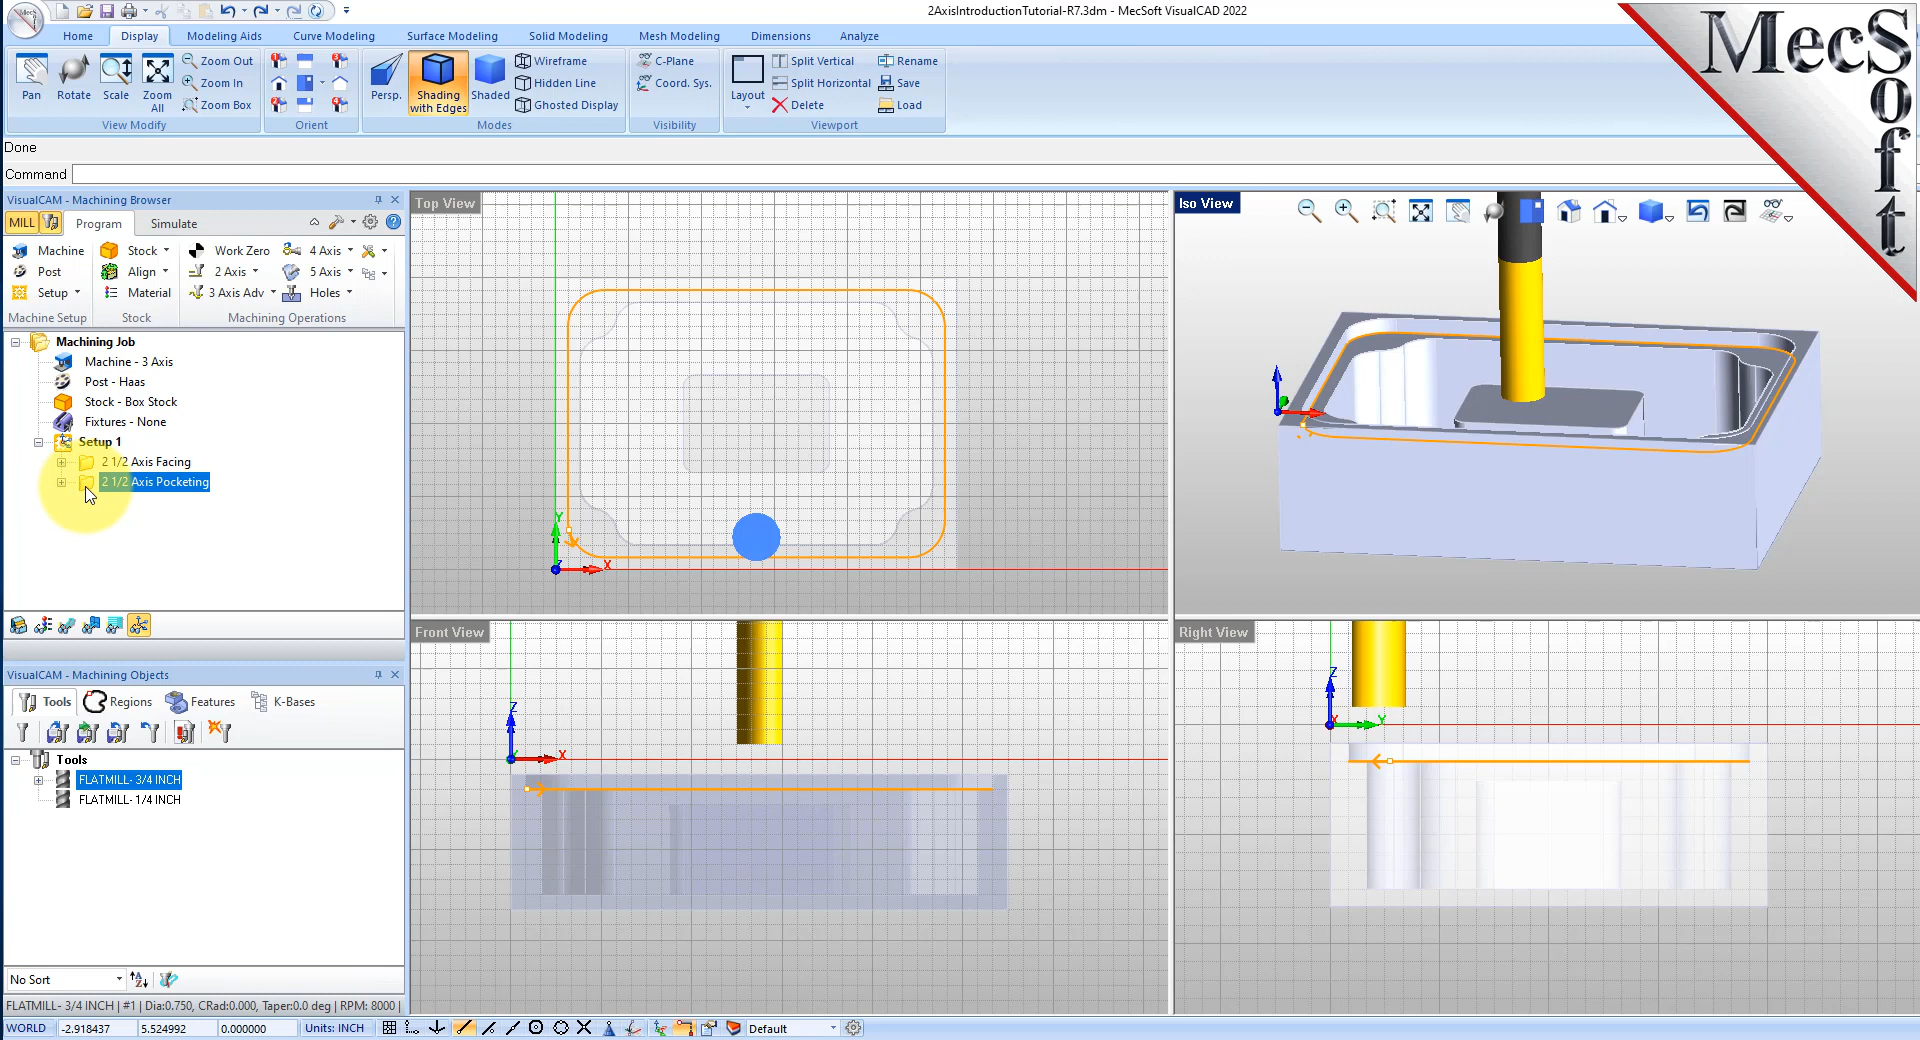 2AxisIntroductionTutorial-R7.3dm - MecSoft VisualCAD 2022
MecSoft
Home Display Modeling Aids Curve Modeling Surface Modeling Solid Modeling Mesh Modeling Dimensions Analyze
Pan Rotate Scale Zoom All Zoom Out Zoom In Zoom Box
Persp. Shading with Edges Shaded Wireframe Hidden Line Ghosted Display
C-Plane Coord. Sys.
Layout Split Vertical Split Horizontal Delete Rename Save Load
View Modify Orient Modes Visibility Viewport
Done
Command
VisualCAM - Machining Browser
MILL Program Simulate
Machine Stock Work Zero 4 Axis
Post Align 2 Axis 5 Axis
Setup Material 3 Axis Adv Holes
Machine Setup Stock Machining Operations
Machining Job
Machine - 3 Axis
Post - Haas
Stock - Box Stock
Fixtures - None
Setup 1
2 1/2 Axis Facing
2 1/2 Axis Pocketing
VisualCAM - Machining Objects
Tools Regions Features K-Bases
Tools
FLATMILL- 3/4 INCH
FLATMILL- 1/4 INCH
No Sort
FLATMILL- 3/4 INCH | #1 | Dia:0.750, CRad:0.000, Taper:0.0 deg | RPM: 8000 |
WORLD -2.918437 5.524992 0.000000 Units: INCH Default
Top View
Y
X
Iso View
Front View
Z
X
Right View
Z
X
Y